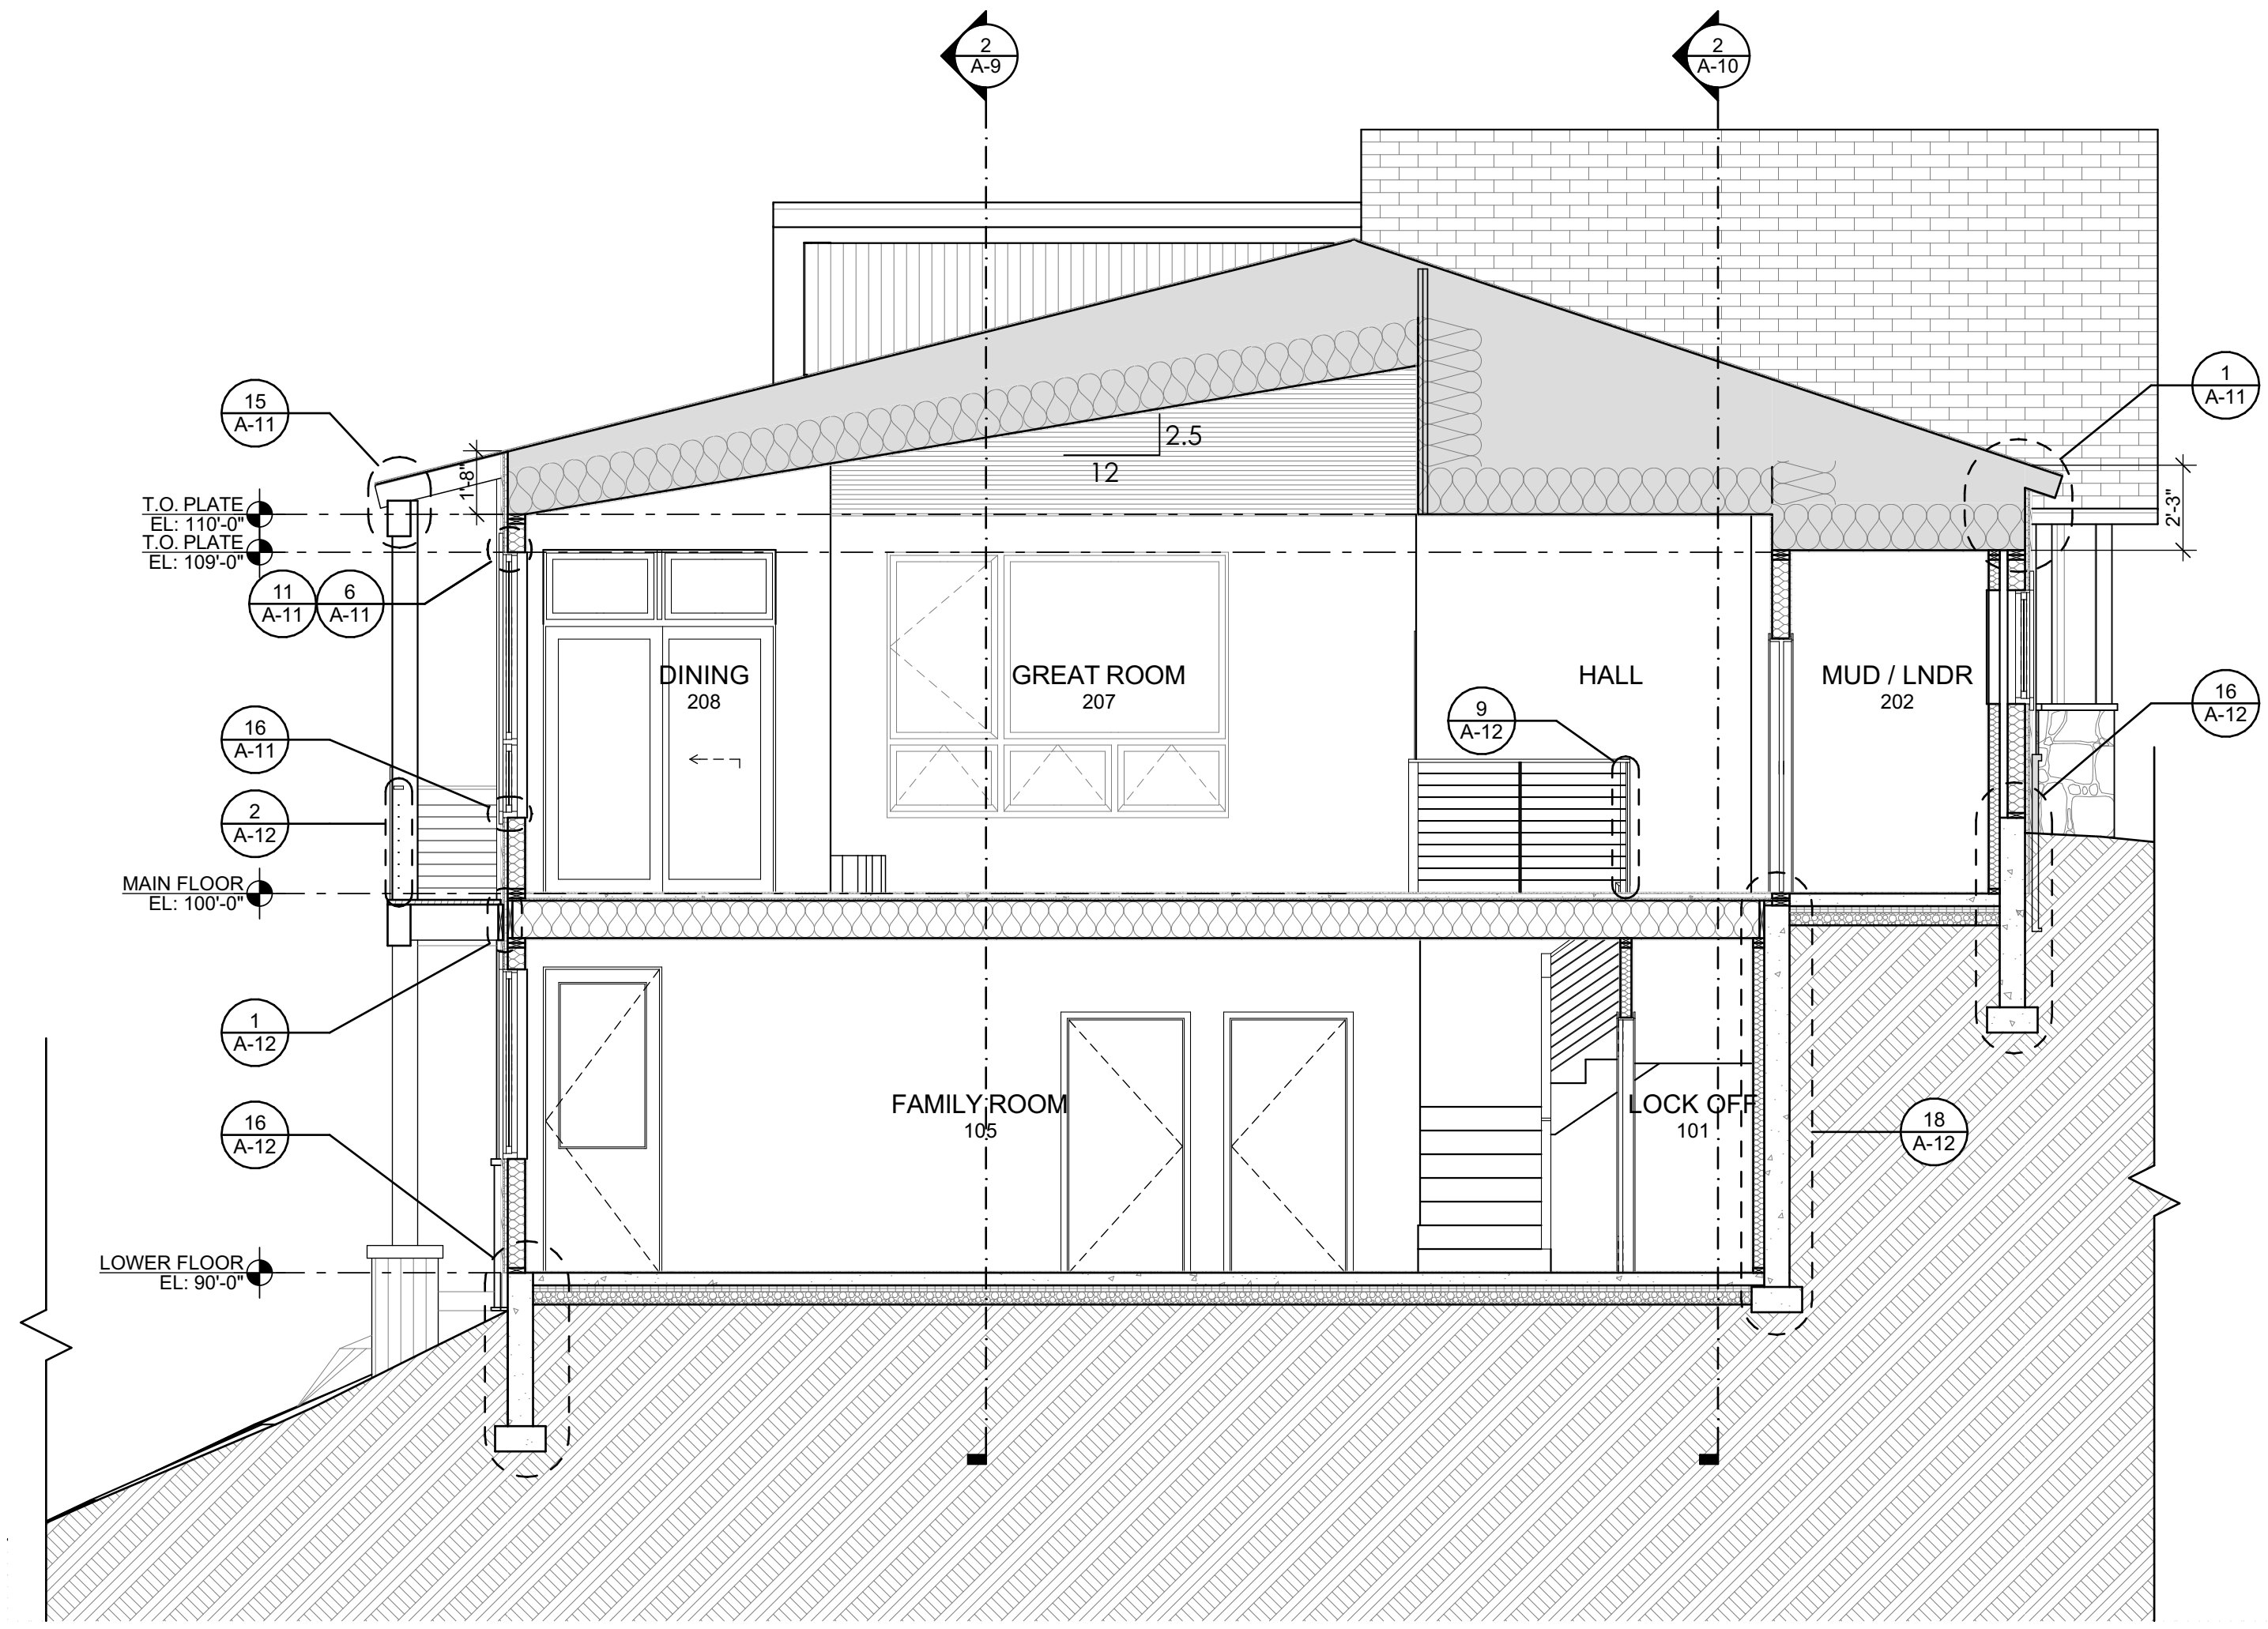 2
A-9
2
A-10
15
A-11
1
A-11
2.5
12
1'-8"
2'-3"
T.O. PLATE
EL: 110'-0"
T.O. PLATE
EL: 109'-0"
11
A-11
6
A-11
DINING
208
GREAT ROOM
207
HALL
MUD / LNDR
202
9
A-12
16
A-12
16
A-11
2
A-12
MAIN FLOOR
EL: 100'-0"
1
A-12
FAMILY ROOM
105
LOCK OFF
101
18
A-12
16
A-12
LOWER FLOOR
EL: 90'-0"